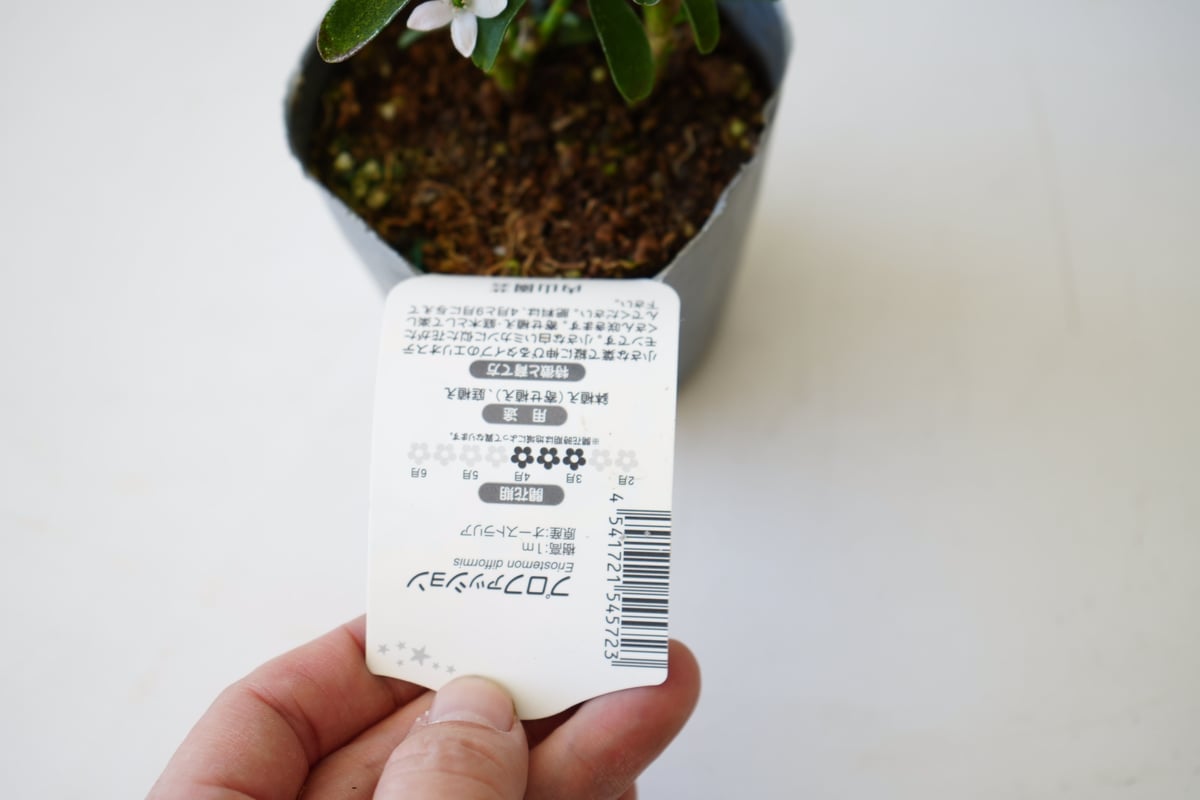 プロファッション
Eriostemon difformis
樹高:1m
原産:オーストラリア
4 541721 545723
開花期
2月 3月 4月 5月 6月
※開花時期は地域によって異なります。
用 途
鉢植え(寄せ植え)、庭植え
特徴と育て方
小さな葉で縦に伸びるタイプのエリオステ
モンです。小さな白いミカンに似た花がた
くさん咲きます。寄せ植え・庭木として楽し
んでください。肥料は、4月と9月に与えて
下さい。
内山園芸